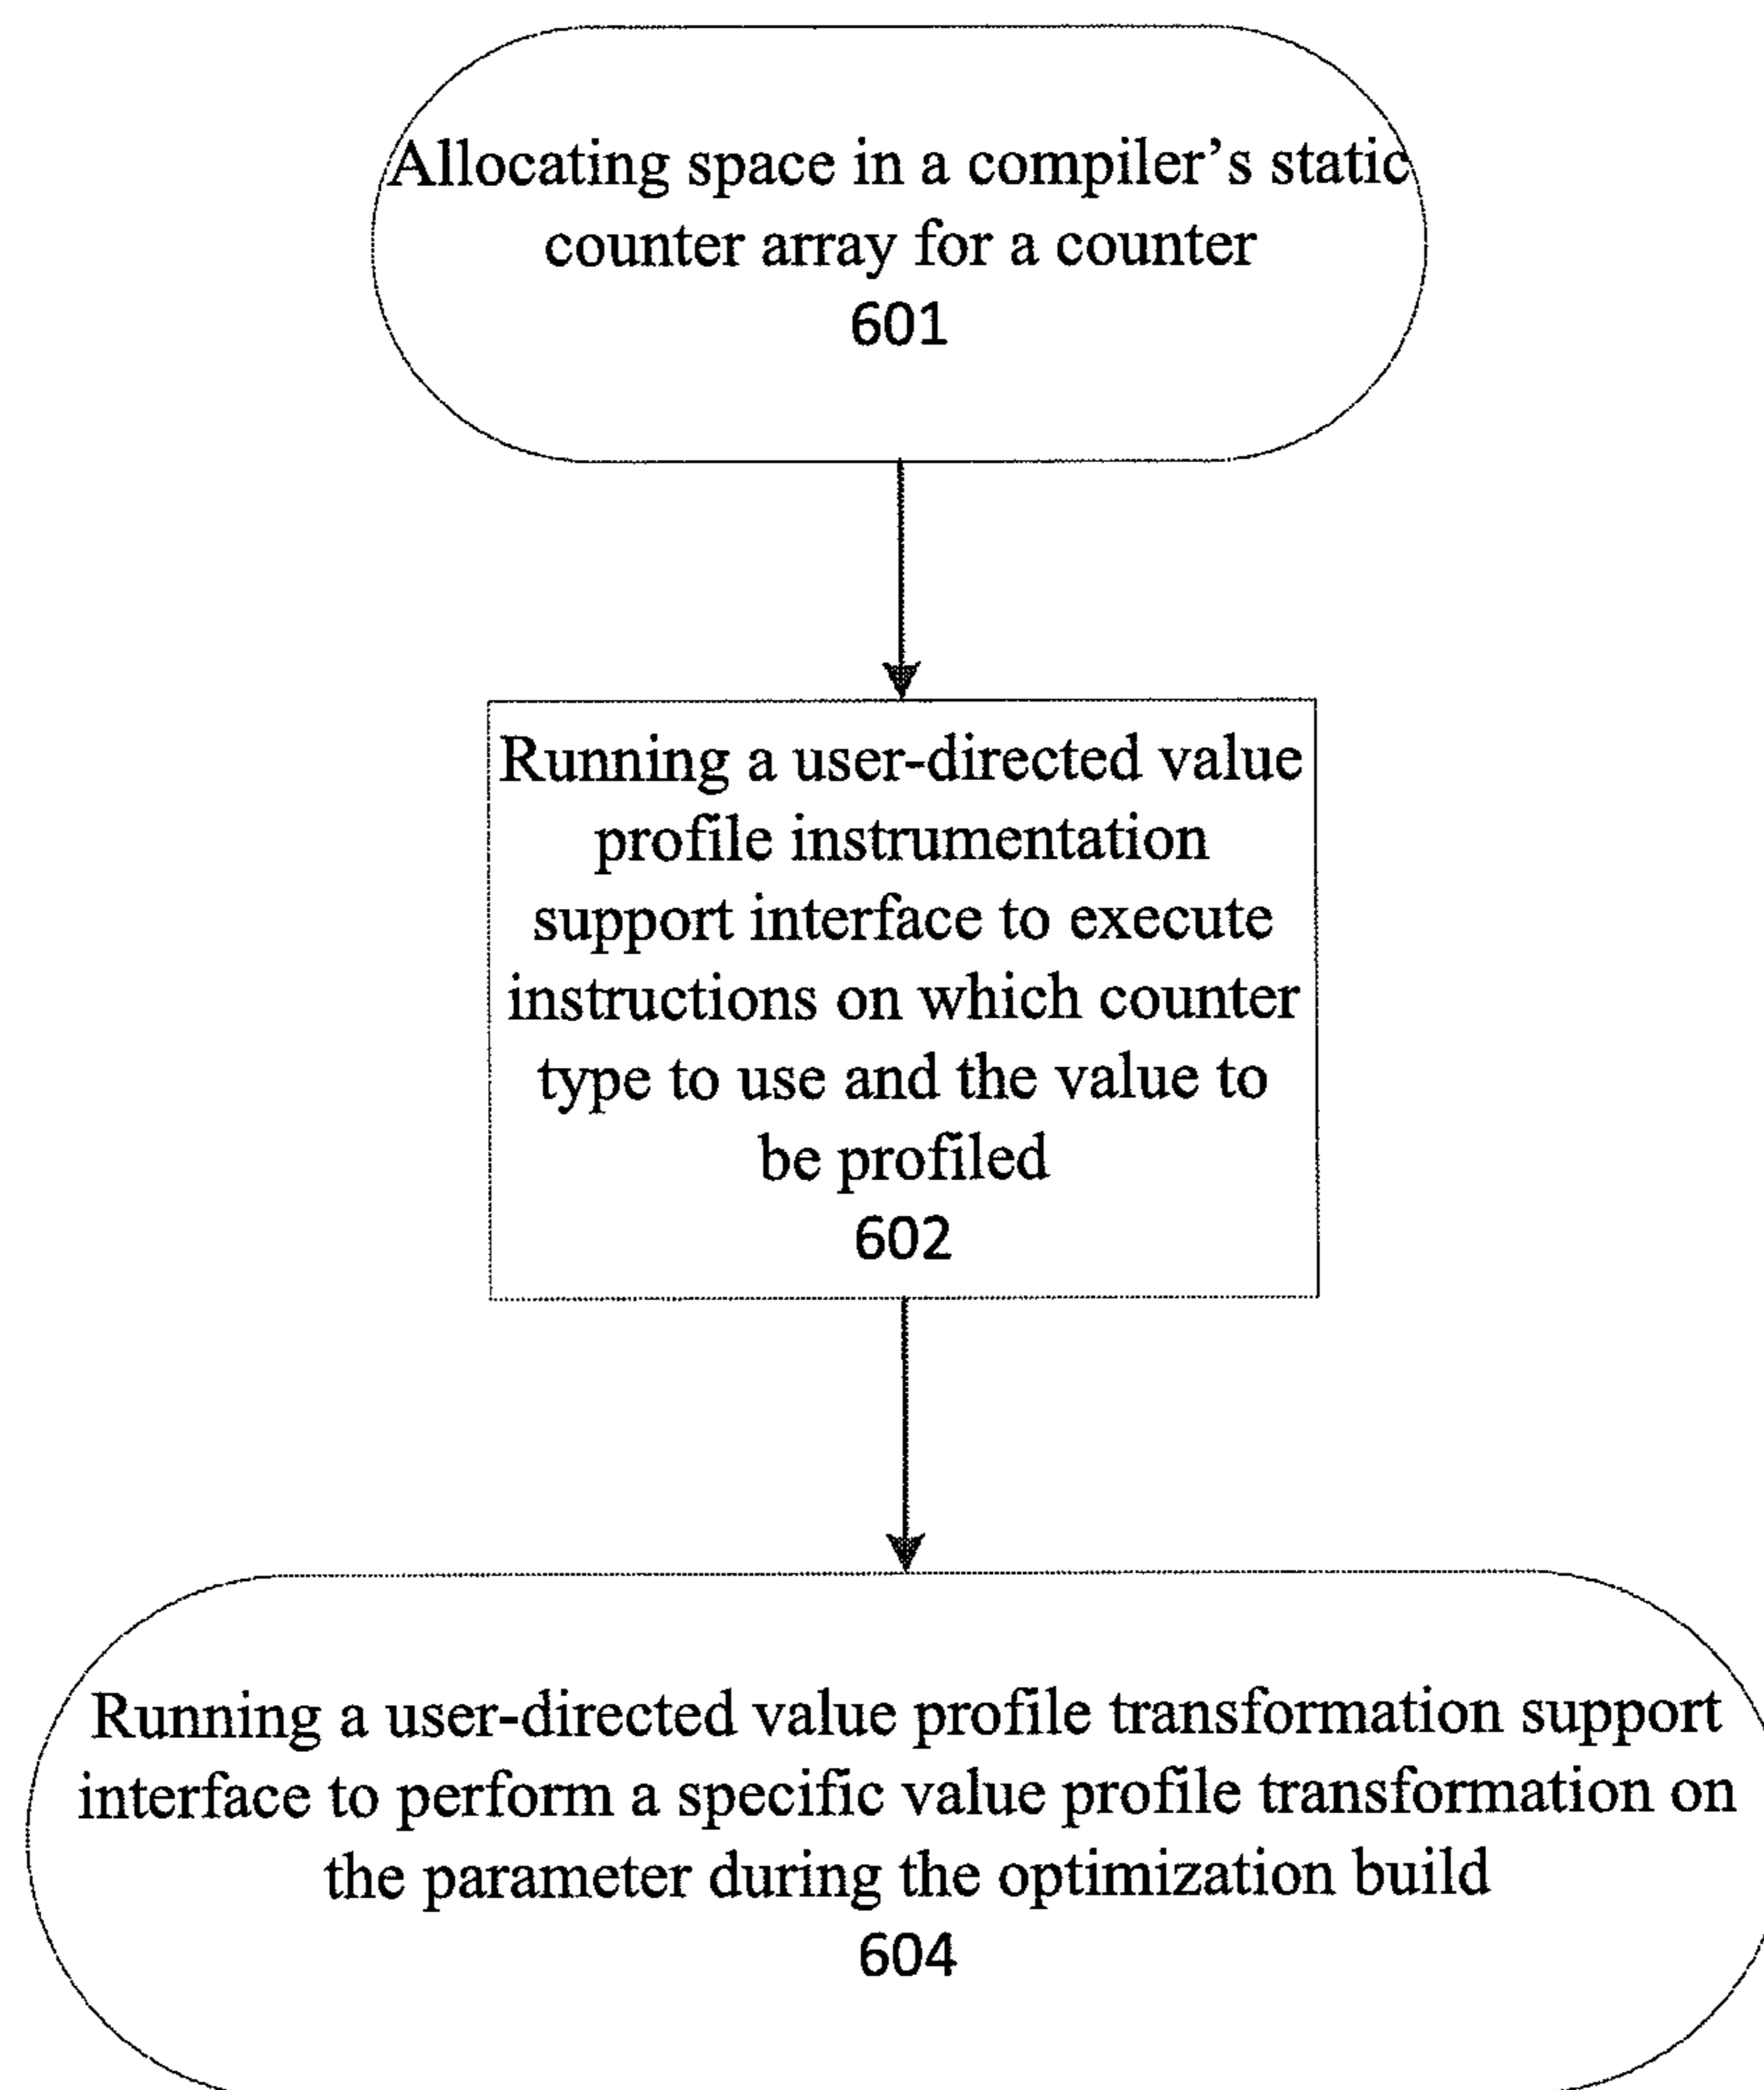 Allocating space in a compiler’s static
counter array for a counter
601
Running a user-directed value
profile instrumentation
support interface to execute
instructions on which counter
type to use and the value to
be profiled
602
Running a user-directed value profile transformation support
interface to perform a specific value profile transformation on
the parameter during the optimization build
604